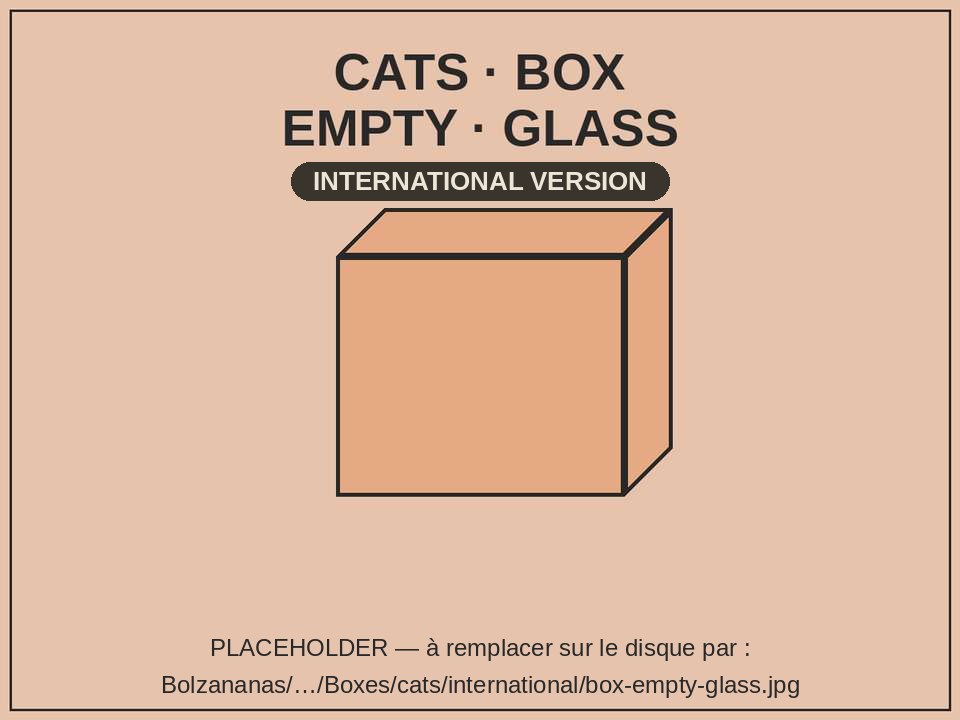 CATS · BOX
EMPTY · GLASS
INTERNATIONAL VERSION
PLACEHOLDER — à remplacer sur le disque par :
Bolzananas/…/Boxes/cats/international/box-empty-glass.jpg